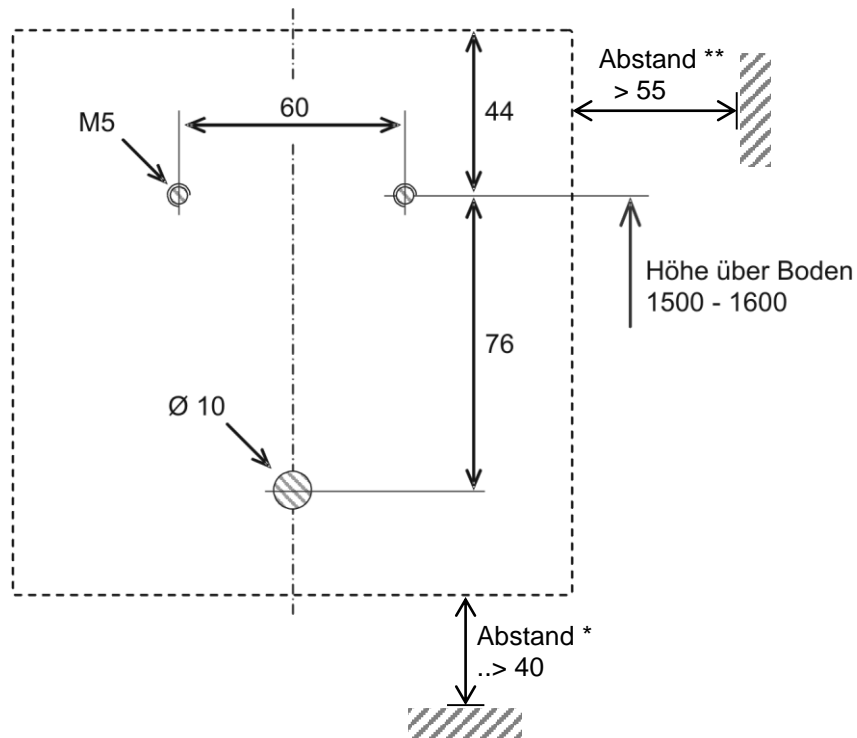 Abstand **
> 55
60
44
M5
Höhe über Boden
1500 - 1600
76
Ø 10
Abstand *
..> 40